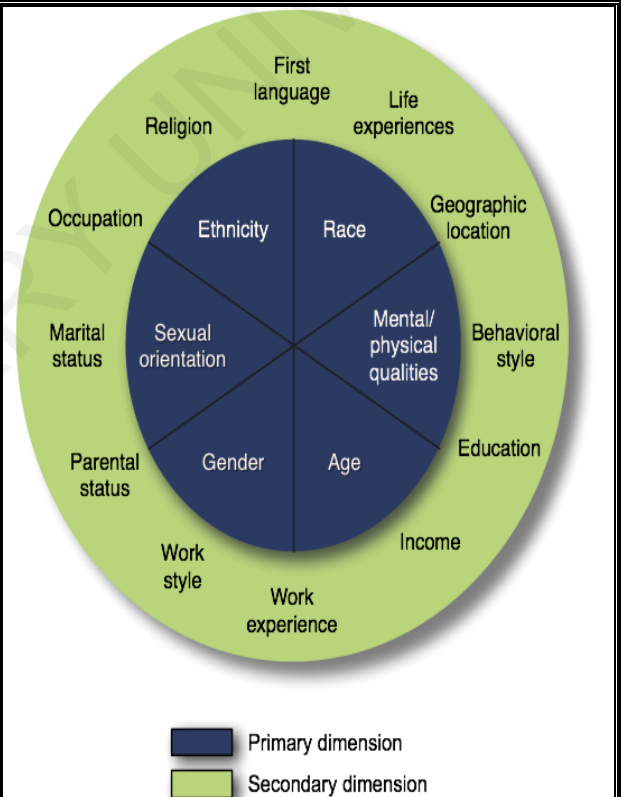 First
language
Life
experiences
Religion
Geographic
location
Occupation
Ethnicity
Race
Marital
status
Sexual
orientation
Mental/
physical
qualities
Behavioral
style
Parental
status
Gender
Age
Education
Work
style
Income
Work
experience
Primary dimension
Secondary dimension